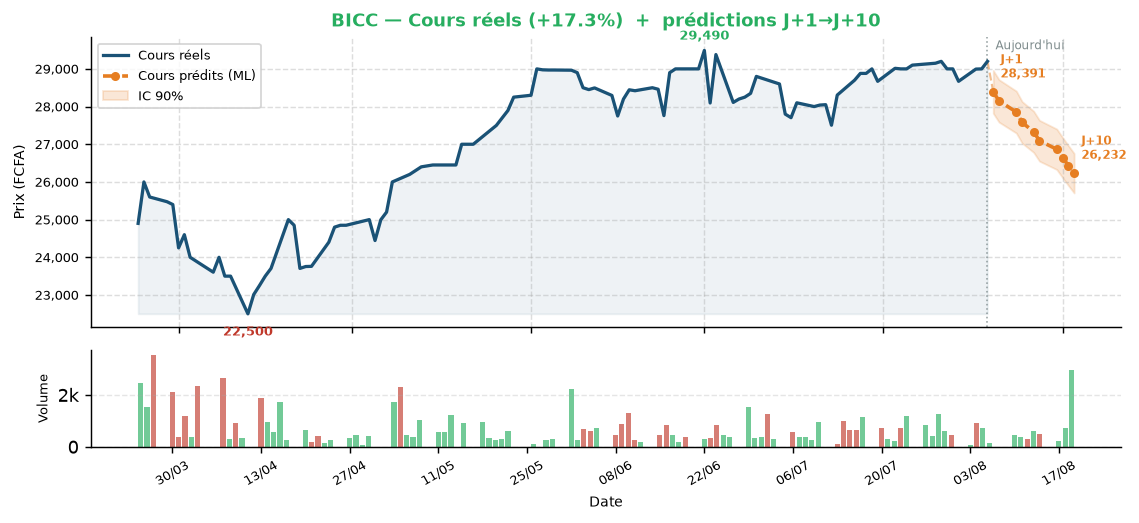 BICC — Cours réels (+17.3%)  +  prédictions J+1→J+10
29,490
Cours réels
Cours prédits (ML)
IC 90%
Aujourd'hui
J+1
28,391
J+10
26,232
22,500
Prix (FCFA)
29,000
28,000
27,000
26,000
25,000
24,000
23,000
Volume
2k
0
30/03
13/04
27/04
11/05
25/05
08/06
22/06
06/07
20/07
03/08
17/08
Date